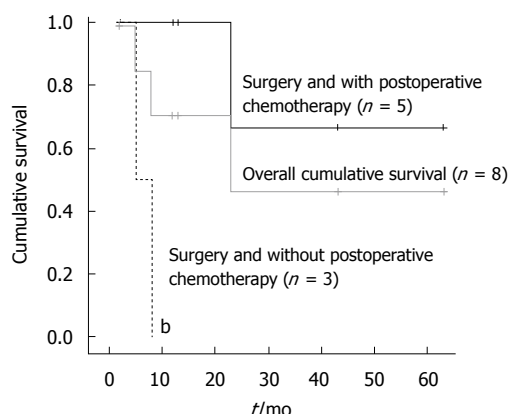 1.0
0.8
0.6
0.4
0.2
0.0
Cumulative survival
Surgery and with postoperative
chemotherapy (n = 5)
Overall cumulative survival (n = 8)
Surgery and without postoperative
chemotherapy (n = 3)
b
0 10 20 30 40 50 60
t/mo